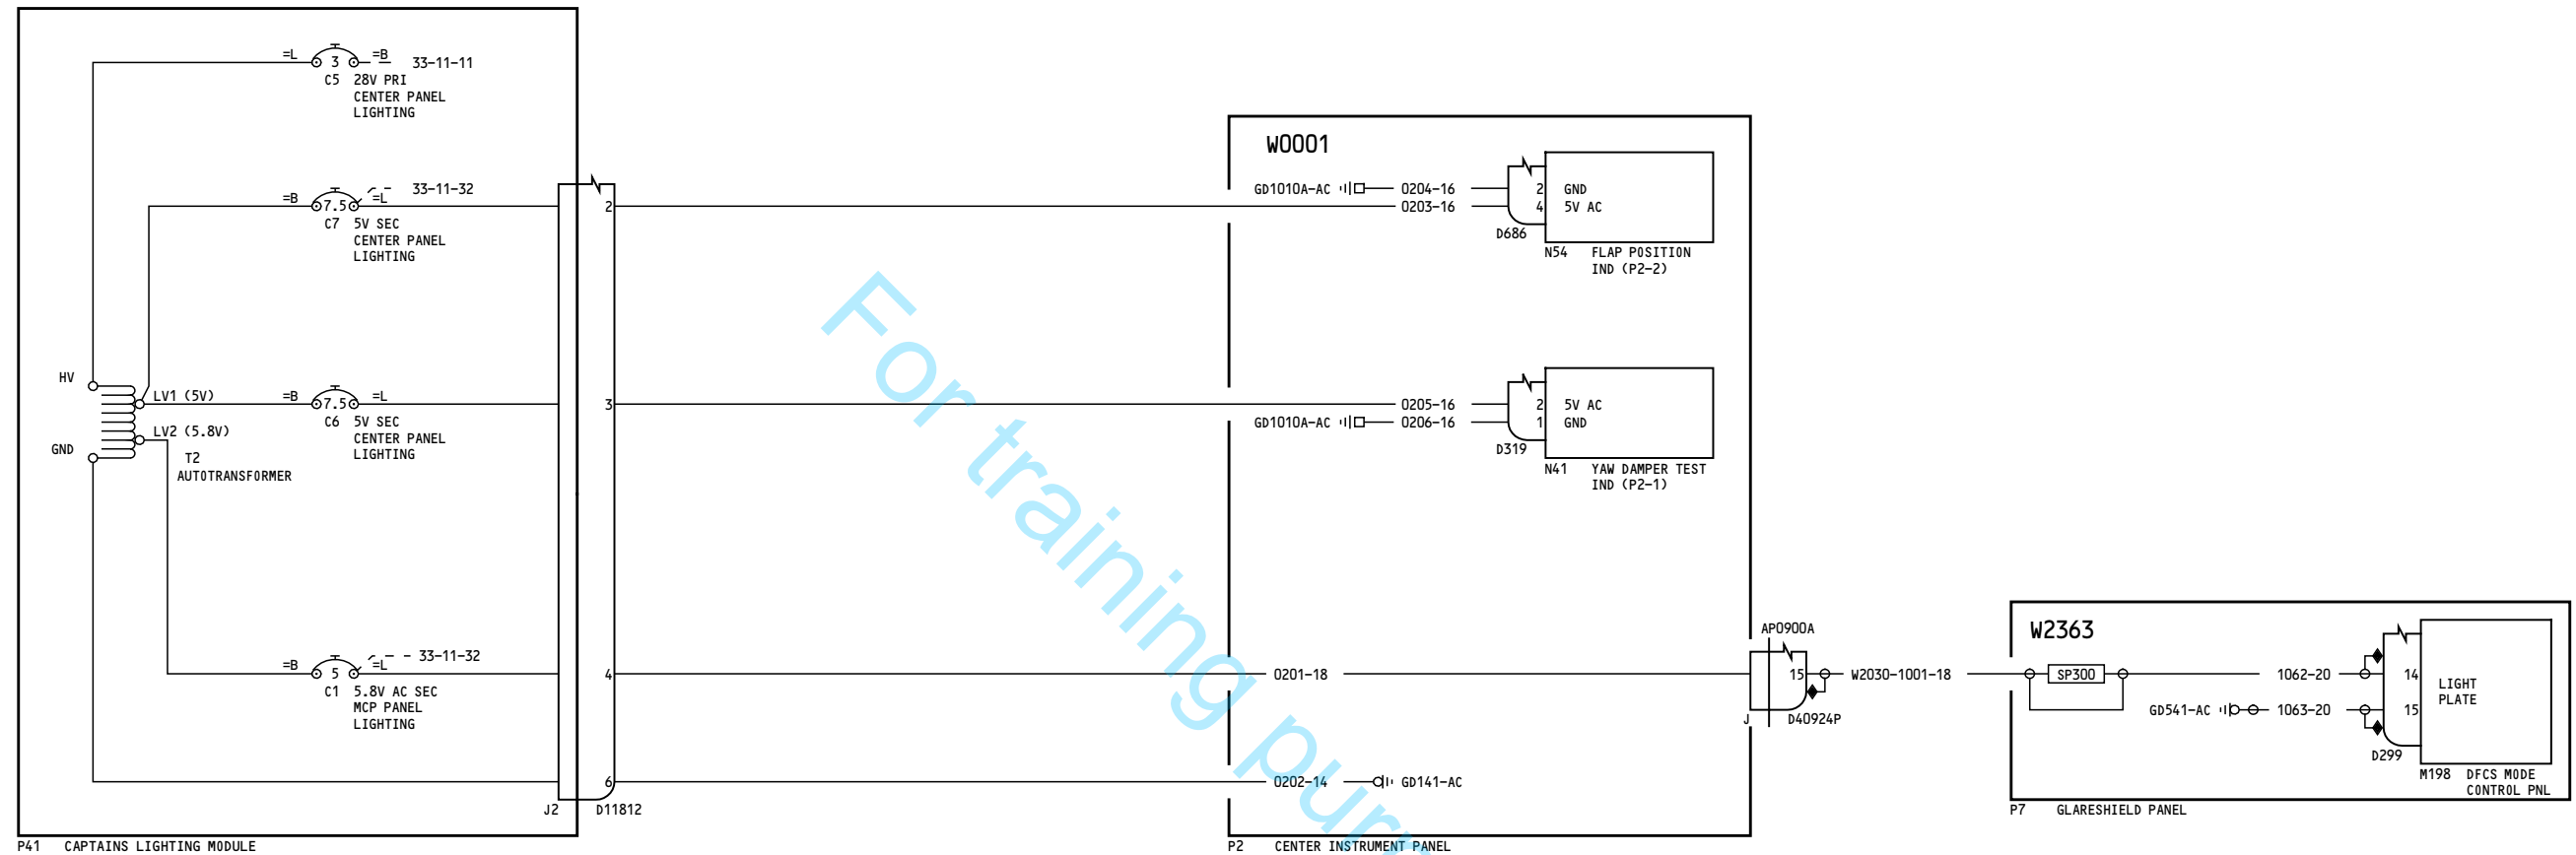 =L 3 =B 33-11-11
C5 28V PRI
CENTER PANEL
LIGHTING
=B 7.5 =L 33-11-32
C7 5V SEC
CENTER PANEL
LIGHTING
HV
LV1 (5V)
=B 7.5 =L
C6 5V SEC
CENTER PANEL
LIGHTING
LV2 (5.8V)
GND
T2
AUTOTRANSFORMER
=B 5 =L 33-11-32
C1 5.8V AC SEC
MCP PANEL
LIGHTING
2
3
4
6
J2 D11812
P41 CAPTAINS LIGHTING MODULE
For training purp
W0001
GD1010A-AC 0204-16 2 GND
0203-16 4 5V AC
D686
N54 FLAP POSITION
IND (P2-2)
0205-16 2 5V AC
GD1010A-AC 0206-16 1 GND
D319
N41 YAW DAMPER TEST
IND (P2-1)
0201-18
0202-14 GD141-AC
P2 CENTER INSTRUMENT PANEL
AP0900A
15 W2030-1001-18
J D40924P
W2363
SP300 1062-20 14
GD541-AC 1063-20 15
LIGHT
PLATE
D299
M198 DFCS MODE
CONTROL PNL
P7 GLARESHIELD PANEL